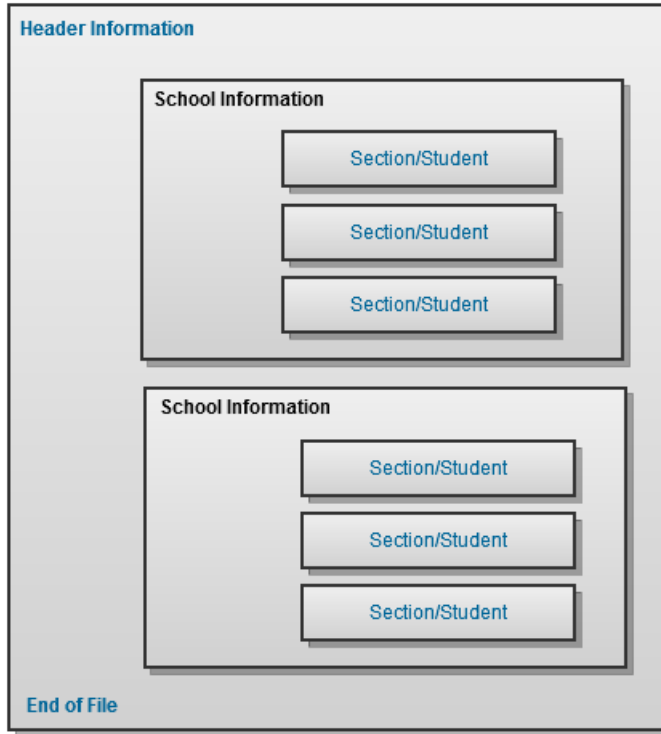 Header Information
School Information
Section/Student
Section/Student
Section/Student
School Information
Section/Student
Section/Student
Section/Student
End of File